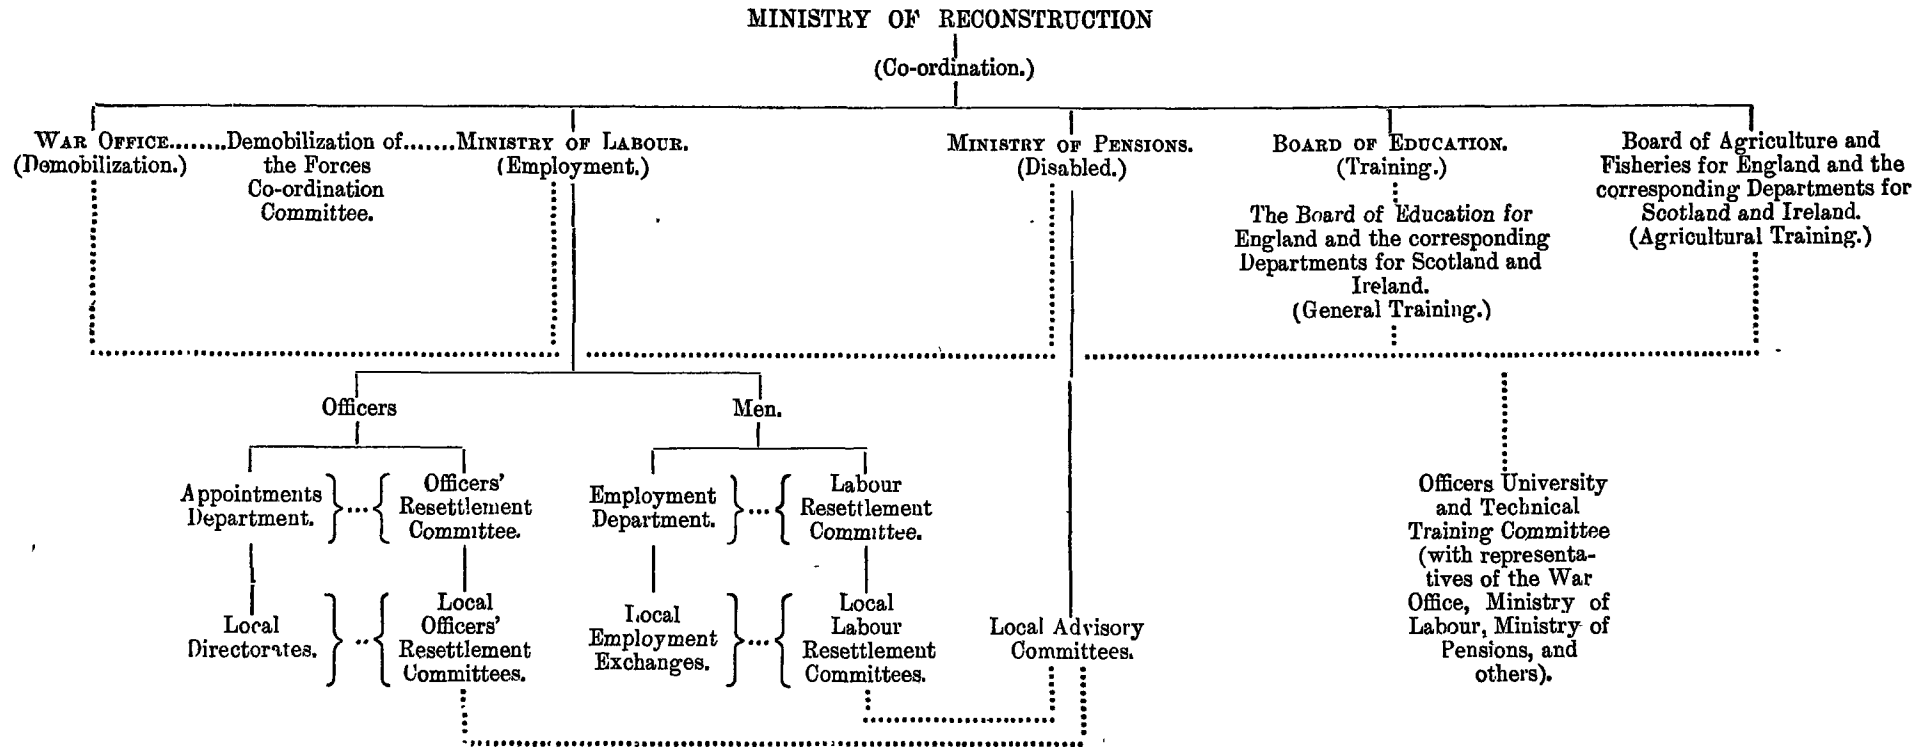 MINISTRY OF RECONSTRUCTION
(Co-ordination.)
WAR OFFICE........Demobilization of.......MINISTRY OF LABOUR.
(Demobilization.)
the Forces
Co-ordination
Committee.
(Employment.)
MINISTRY OF PENSIONS.
(Disabled.)
BOARD OF EDUCATION.
(Training.)
The Board of Education for
England and the corresponding
Departments for Scotland and
Ireland.
(General Training.)
Board of Agriculture and
Fisheries for England and the
corresponding Departments for
Scotland and Ireland.
(Agricultural Training.)
Officers
Men.
Appointments
Department.
Officers'
Resettlement
Committee.
Employment
Department.
Labour
Resettlement
Committee.
Local
Directorates.
Local
Officers'
Resettlement
Committees.
Local
Employment
Exchanges.
Local
Labour
Resettlement
Committees.
Local Advisory
Committees.
Officers University
and Technical
Training Committee
(with representa-
tives of the War
Office, Ministry of
Labour, Ministry of
Pensions, and
others).